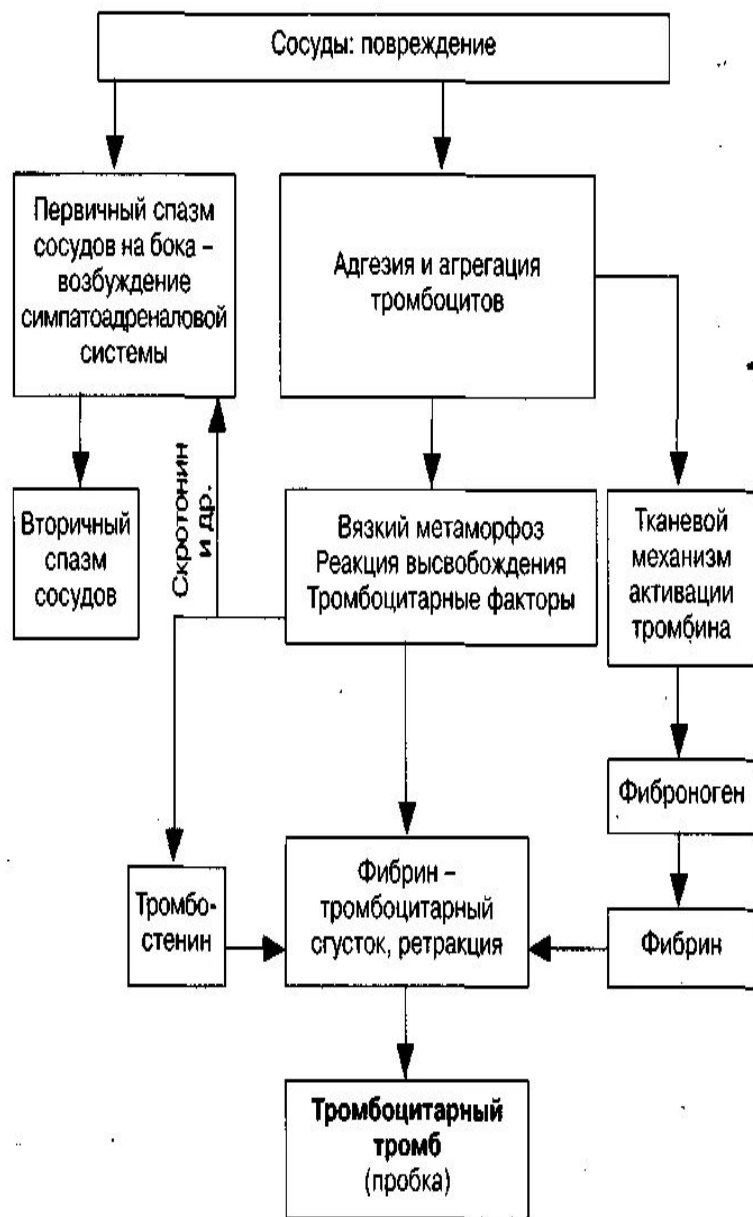 Сосуды: повреждение
Первичный спазм
сосудов на бока –
возбуждение
симпатоадреналовой
системы
Адгезия и агрегация
тромбоцитов
Скротонин
и др.
Вторичный
спазм
сосудов
Вязкий метаморфоз
Реакция высвобождения
Тромбоцитарные факторы
Тканевой
механизм
активации
тромбина
Фиброноген
Тромбо-
стенин
Фибрин –
тромбоцитарный
сгусток, ретракция
Фибрин
Тромбоцитарный
тромб
(пробка)